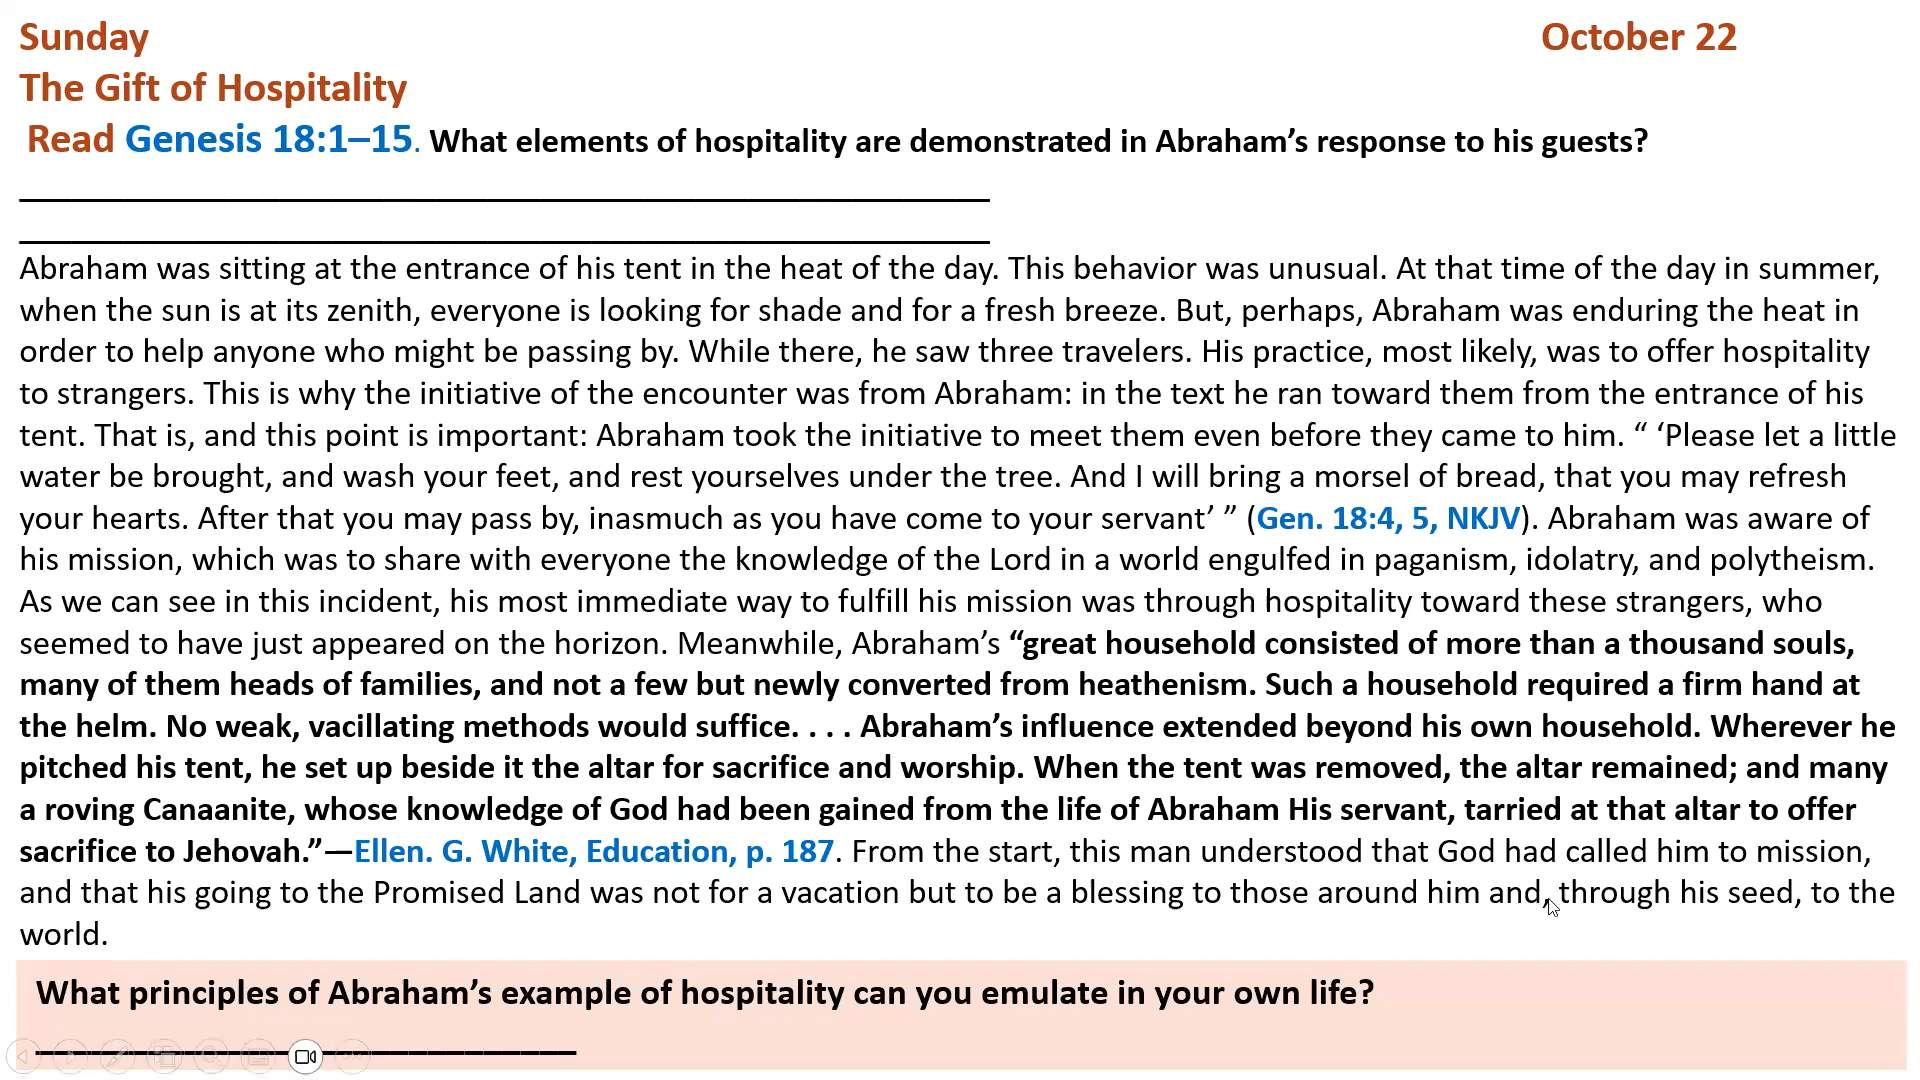 Sunday October 22
The Gift of Hospitality
Read Genesis 18:1–15. What elements of hospitality are demonstrated in Abraham’s response to his guests?
Abraham was sitting at the entrance of his tent in the heat of the day. This behavior was unusual. At that time of the day in summer,
when the sun is at its zenith, everyone is looking for shade and for a fresh breeze. But, perhaps, Abraham was enduring the heat in
order to help anyone who might be passing by. While there, he saw three travelers. His practice, most likely, was to offer hospitality
to strangers. This is why the initiative of the encounter was from Abraham: in the text he ran toward them from the entrance of his
tent. That is, and this point is important: Abraham took the initiative to meet them even before they came to him. “ ‘Please let a little
water be brought, and wash your feet, and rest yourselves under the tree. And I will bring a morsel of bread, that you may refresh
your hearts. After that you may pass by, inasmuch as you have come to your servant’ ” (Gen. 18:4, 5, NKJV). Abraham was aware of
his mission, which was to share with everyone the knowledge of the Lord in a world engulfed in paganism, idolatry, and polytheism.
As we can see in this incident, his most immediate way to fulfill his mission was through hospitality toward these strangers, who
seemed to have just appeared on the horizon. Meanwhile, Abraham’s “great household consisted of more than a thousand souls,
many of them heads of families, and not a few but newly converted from heathenism. Such a household required a firm hand at
the helm. No weak, vacillating methods would suffice. . . . Abraham’s influence extended beyond his own household. Wherever he
pitched his tent, he set up beside it the altar for sacrifice and worship. When the tent was removed, the altar remained; and many
a roving Canaanite, whose knowledge of God had been gained from the life of Abraham His servant, tarried at that altar to offer
sacrifice to Jehovah.”—Ellen. G. White, Education, p. 187. From the start, this man understood that God had called him to mission,
and that his going to the Promised Land was not for a vacation but to be a blessing to those around him and, through his seed, to the
world.
What principles of Abraham’s example of hospitality can you emulate in your own life?